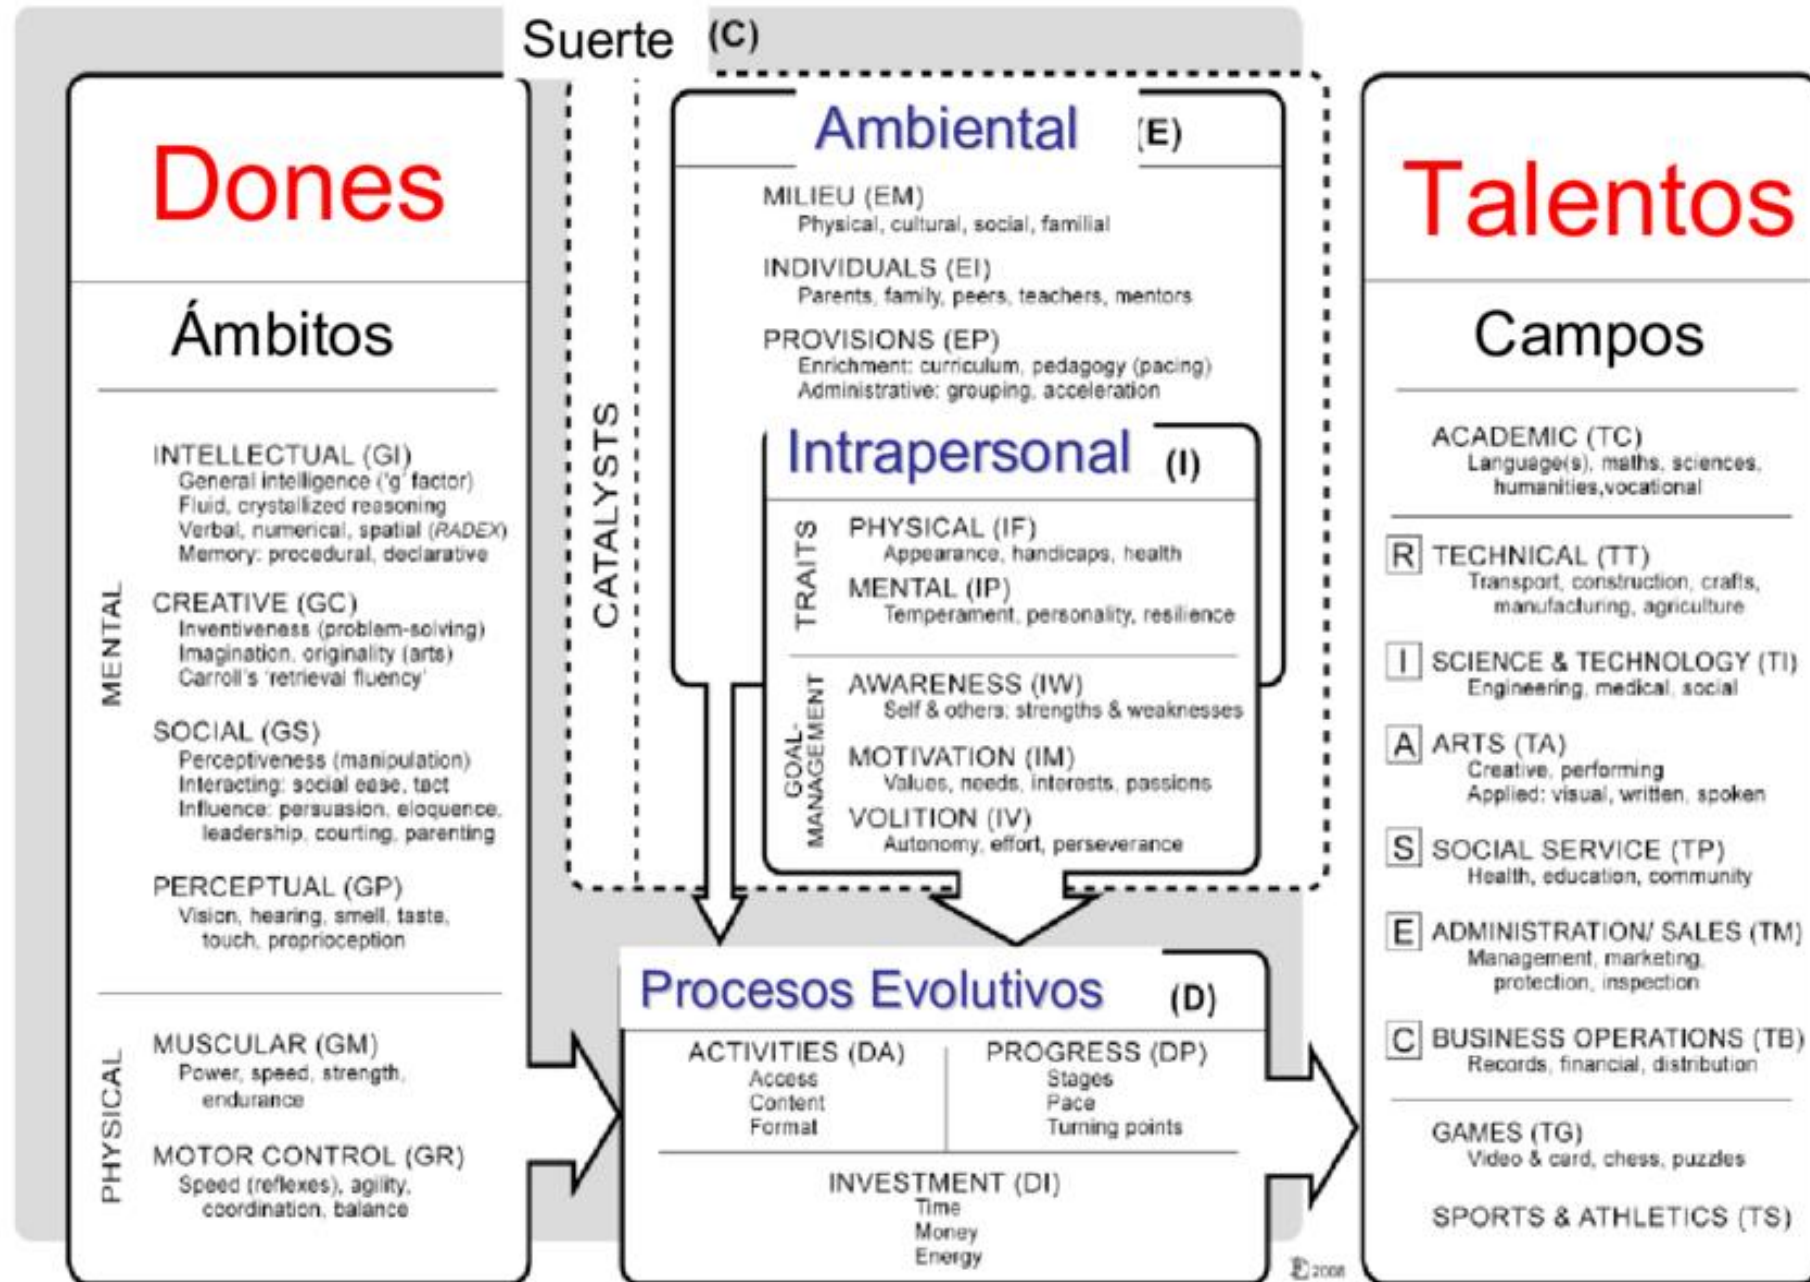 Suerte (C)
Dones
Ámbitos
MENTAL
INTELLECTUAL (GI)
General intelligence ('g' factor)
Fluid, crystallized reasoning
Verbal, numerical, spatial (RADEX)
Memory: procedural, declarative
CREATIVE (GC)
Inventiveness (problem-solving)
Imagination, originality (arts)
Carroll's 'retrieval fluency'
SOCIAL (GS)
Perceptiveness (manipulation)
Interacting: social ease, tact
Influence: persuasion, eloquence,
leadership, courting, parenting
PERCEPTUAL (GP)
Vision, hearing, smell, taste,
touch, proprioception
PHYSICAL
MUSCULAR (GM)
Power, speed, strength,
endurance
MOTOR CONTROL (GR)
Speed (reflexes), agility,
coordination, balance
CATALYSTS
Ambiental (E)
MILIEU (EM)
Physical, cultural, social, familial
INDIVIDUALS (EI)
Parents, family, peers, teachers, mentors
PROVISIONS (EP)
Enrichment: curriculum, pedagogy (pacing)
Administrative: grouping, acceleration
Intrapersonal (I)
TRAITS
PHYSICAL (IF)
Appearance, handicaps, health
MENTAL (IP)
Temperament, personality, resilience
GOAL-
MANAGEMENT
AWARENESS (IW)
Self & others; strengths & weaknesses
MOTIVATION (IM)
Values, needs, interests, passions
VOLITION (IV)
Autonomy, effort, perseverance
Procesos Evolutivos (D)
ACTIVITIES (DA)
Access
Content
Format
PROGRESS (DP)
Stages
Pace
Turning points
INVESTMENT (DI)
Time
Money
Energy
2008
Talentos
Campos
ACADEMIC (TC)
Language(s), maths, sciences,
humanities,vocational
R TECHNICAL (TT)
Transport, construction, crafts,
manufacturing, agriculture
I SCIENCE & TECHNOLOGY (TI)
Engineering, medical, social
A ARTS (TA)
Creative, performing
Applied: visual, written, spoken
S SOCIAL SERVICE (TP)
Health, education, community
E ADMINISTRATION/ SALES (TM)
Management, marketing,
protection, inspection
C BUSINESS OPERATIONS (TB)
Records, financial, distribution
GAMES (TG)
Video & card, chess, puzzles
SPORTS & ATHLETICS (TS)